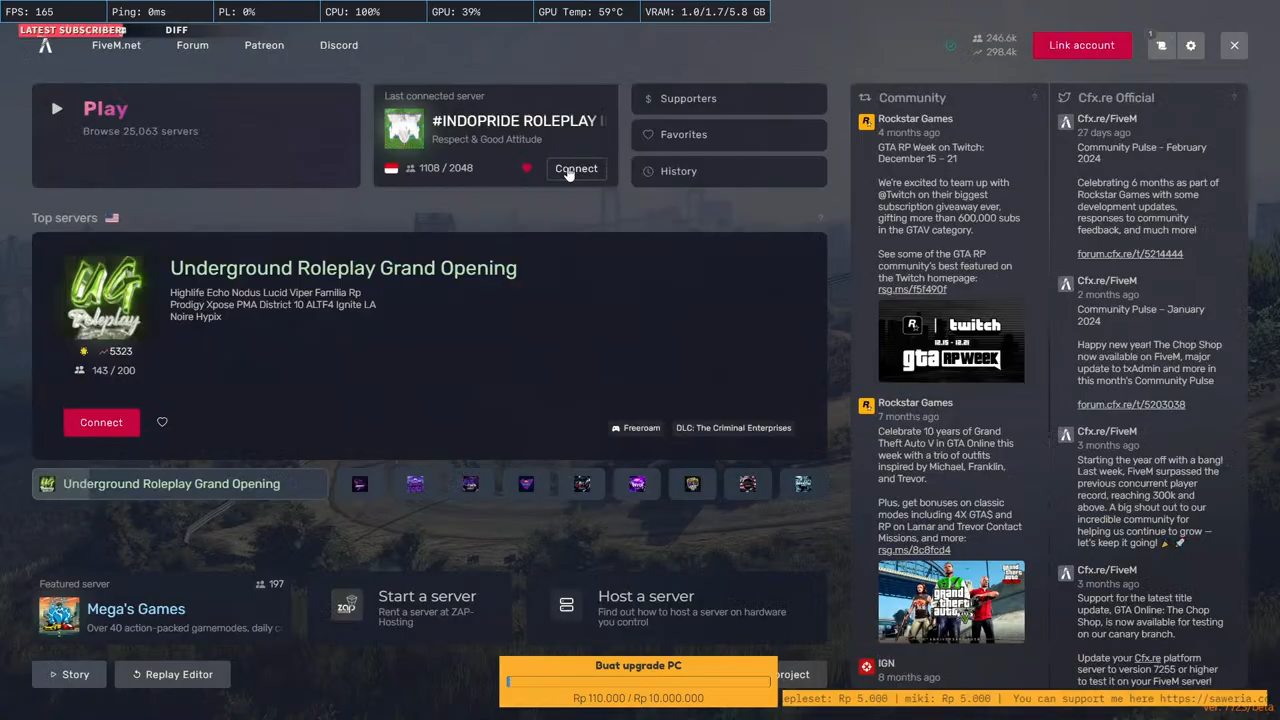 FPS: 165
Ping: 0ms
PL: 0%
CPU: 100%
GPU: 39%
GPU Temp: 59°C
VRAM: 1.0/1.7/5.8 GB
LATEST SUBSCRIBER
DIFF
FiveM.net
Forum
Patreon
Discord
246.6k
298.4k
Link account
1
Play
Browse 25,063 servers
Last connected server
#INDOPRIDE ROLEPLAY
Respect & Good Attitude
1108 / 2048
Connect
Supporters
Favorites
History
Top servers
?
Underground Roleplay Grand Opening
Highlife Echo Nodus Lucid Viper Familia Rp
Prodigy Xpose PMA District 10 ALTF4 Ignite LA
Noire Hypix
UG
Roleplay
5323
143 / 200
Connect
Freeroam
DLC: The Criminal Enterprises
Underground Roleplay Grand Opening
Featured server
197
Mega's Games
Over 40 action-packed gamemodes, daily c
ZAP
Start a server
Rent a server at ZAP-
Hosting
Host a server
Find out how to host a server on hardware
you control
Story
Replay Editor
project
Buat upgrade PC
Rp 110.000 / Rp 10.000.000
epleset: Rp 5.000 | miki: Rp 5.000 | You can support me here https://saweria.c
ver. 7723/beta
Community
Rockstar Games
4 months ago
GTA RP Week on Twitch:
December 15 – 21
We're excited to team up with
@Twitch on their biggest
subscription giveaway ever,
gifting more than 600,000 subs
in the GTAV category.
See some of the GTA RP
community's best featured on
the Twitch homepage:
rsg.ms/f5f490f
R | twitch
12.15 - 12.21
gta RP WEEK
Rockstar Games
7 months ago
Celebrate 10 years of Grand
Theft Auto V in GTA Online this
week with a trio of outfits
inspired by Michael, Franklin,
and Trevor.
Plus, get bonuses on classic
modes including 4X GTA$ and
RP on Lamar and Trevor Contact
Missions, and more:
rsg.ms/8c8fcd4
grand
theft
auto
IGN
8 months ago
Cfx.re Official
Cfx.re/FiveM
27 days ago
Community Pulse - February
2024
Celebrating 6 months as part of
Rockstar Games with some
development updates,
responses to community
feedback, and much more!
forum.cfx.re/t/5214444
Cfx.re/FiveM
2 months ago
Community Pulse – January
2024
Happy new year! The Chop Shop
now available on FiveM, major
update to txAdmin and more in
this month's Community Pulse
forum.cfx.re/t/5203038
Cfx.re/FiveM
3 months ago
Starting the year off with a bang!
Last week, FiveM surpassed the
previous concurrent player
record, reaching 300k and
above. A big shout out to our
incredible community for
helping us continue to grow —
let's keep it going!
Cfx.re/FiveM
3 months ago
Support for the latest title
update, GTA Online: The Chop
Shop, is now available for testing
on our canary branch.
Update your Cfx.re platform
server to version 7255 or higher
to test it on your FiveM server!